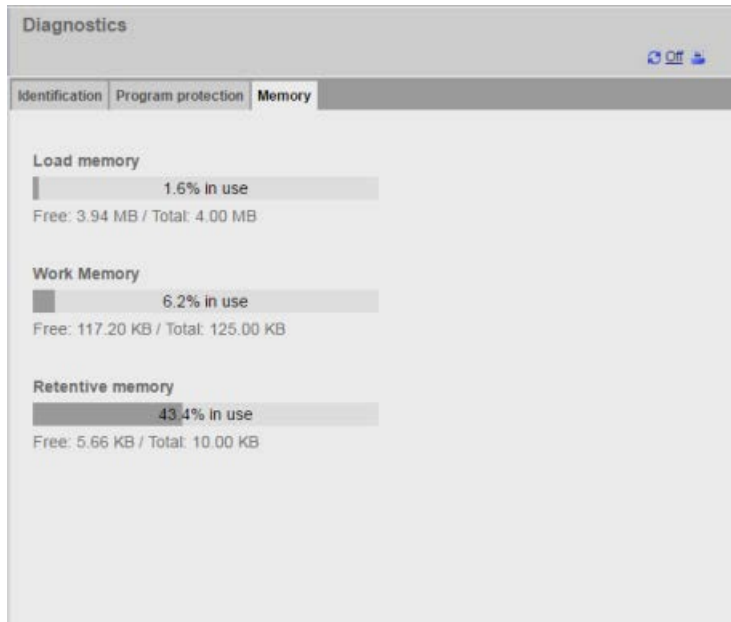 Diagnostics
Off
Identification Program protection Memory
Load memory
1.6% in use
Free: 3.94 MB / Total: 4.00 MB
Work Memory
6.2% in use
Free: 117.20 KB / Total: 125.00 KB
Retentive memory
43.4% in use
Free: 5.66 KB / Total: 10.00 KB